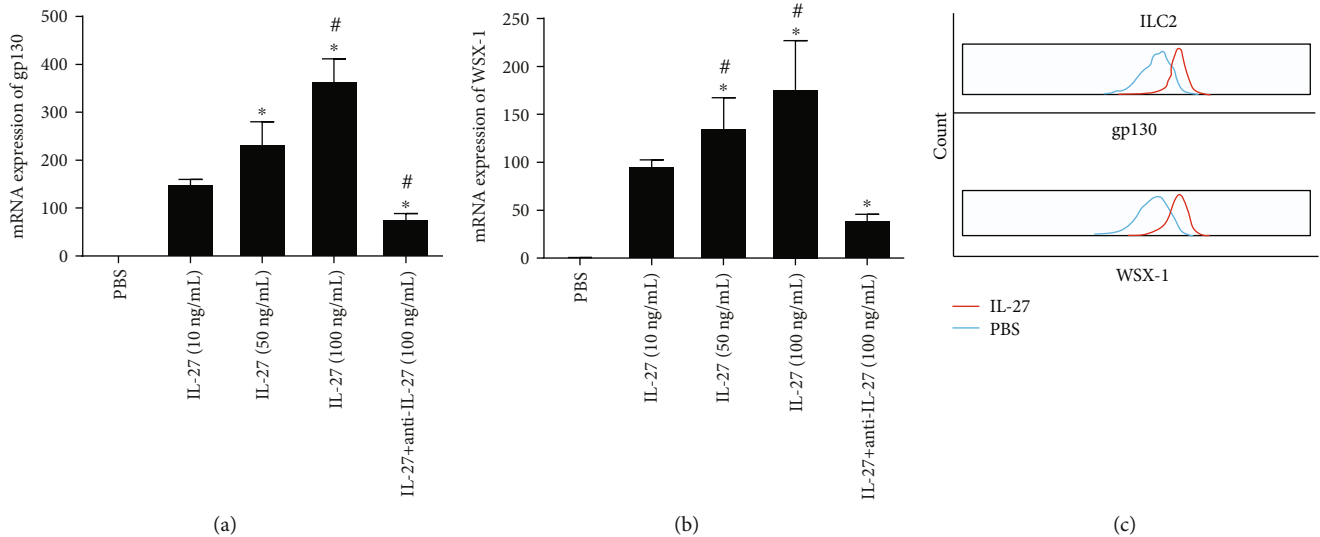 mRNA expression of gp130
500
400
300
200
100
0
*
#
*
#
*
PBS
IL-27 (10 ng/mL)
IL-27 (50 ng/mL)
IL-27 (100 ng/mL)
IL-27+anti-IL-27 (100 ng/mL)
(a)
mRNA expression of WSX-1
250
200
150
100
50
0
#
*
#
*
*
PBS
IL-27 (10 ng/mL)
IL-27 (50 ng/mL)
IL-27 (100 ng/mL)
IL-27+anti-IL-27 (100 ng/mL)
(b)
Count
ILC2
gp130
WSX-1
IL-27
PBS
(c)